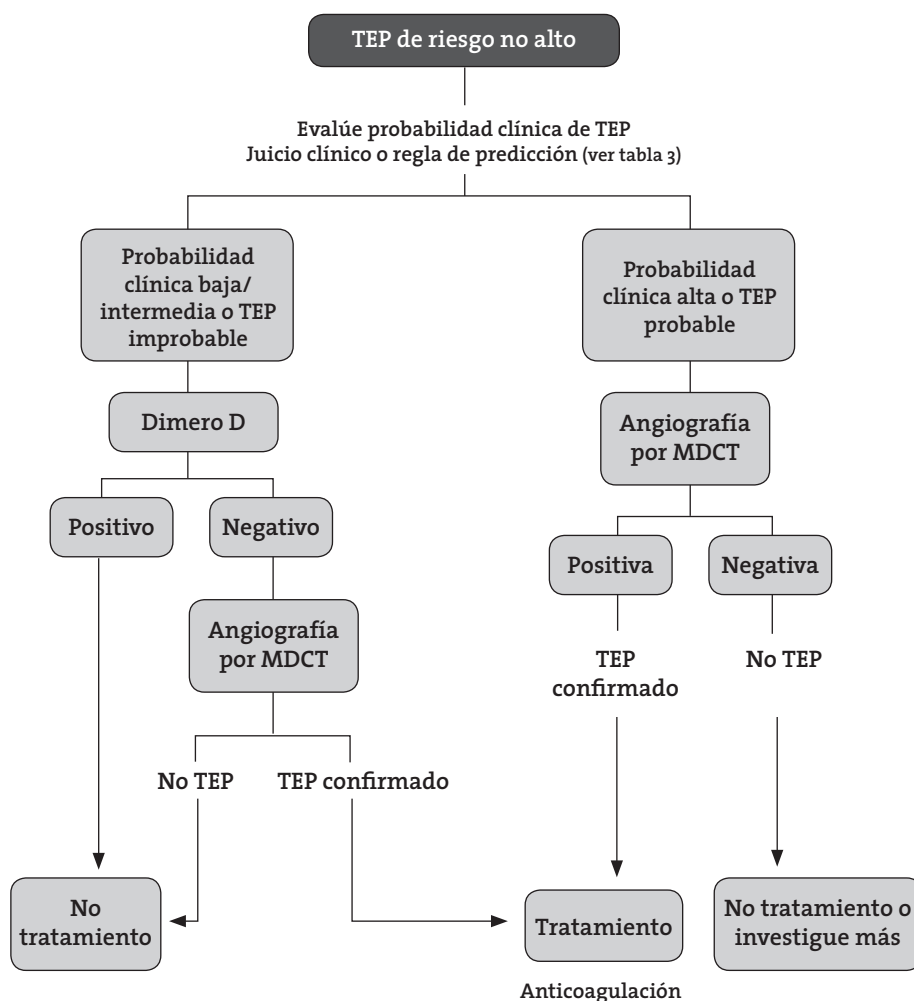 TEP de riesgo no alto
Evalúe probabilidad clínica de TEP
Juicio clínico o regla de predicción (ver tabla 3)
Probabilidad
clínica baja/
intermedia o TEP
improbable
Probabilidad
clínica alta o TEP
probable
Dimero D
Angiografía
por MDCT
Positivo
Negativo
Positiva
Negativa
Angiografía
por MDCT
TEP
confirmado
No TEP
No TEP
TEP confirmado
No
tratamiento
Tratamiento
No tratamiento o
investigue más
Anticoagulación